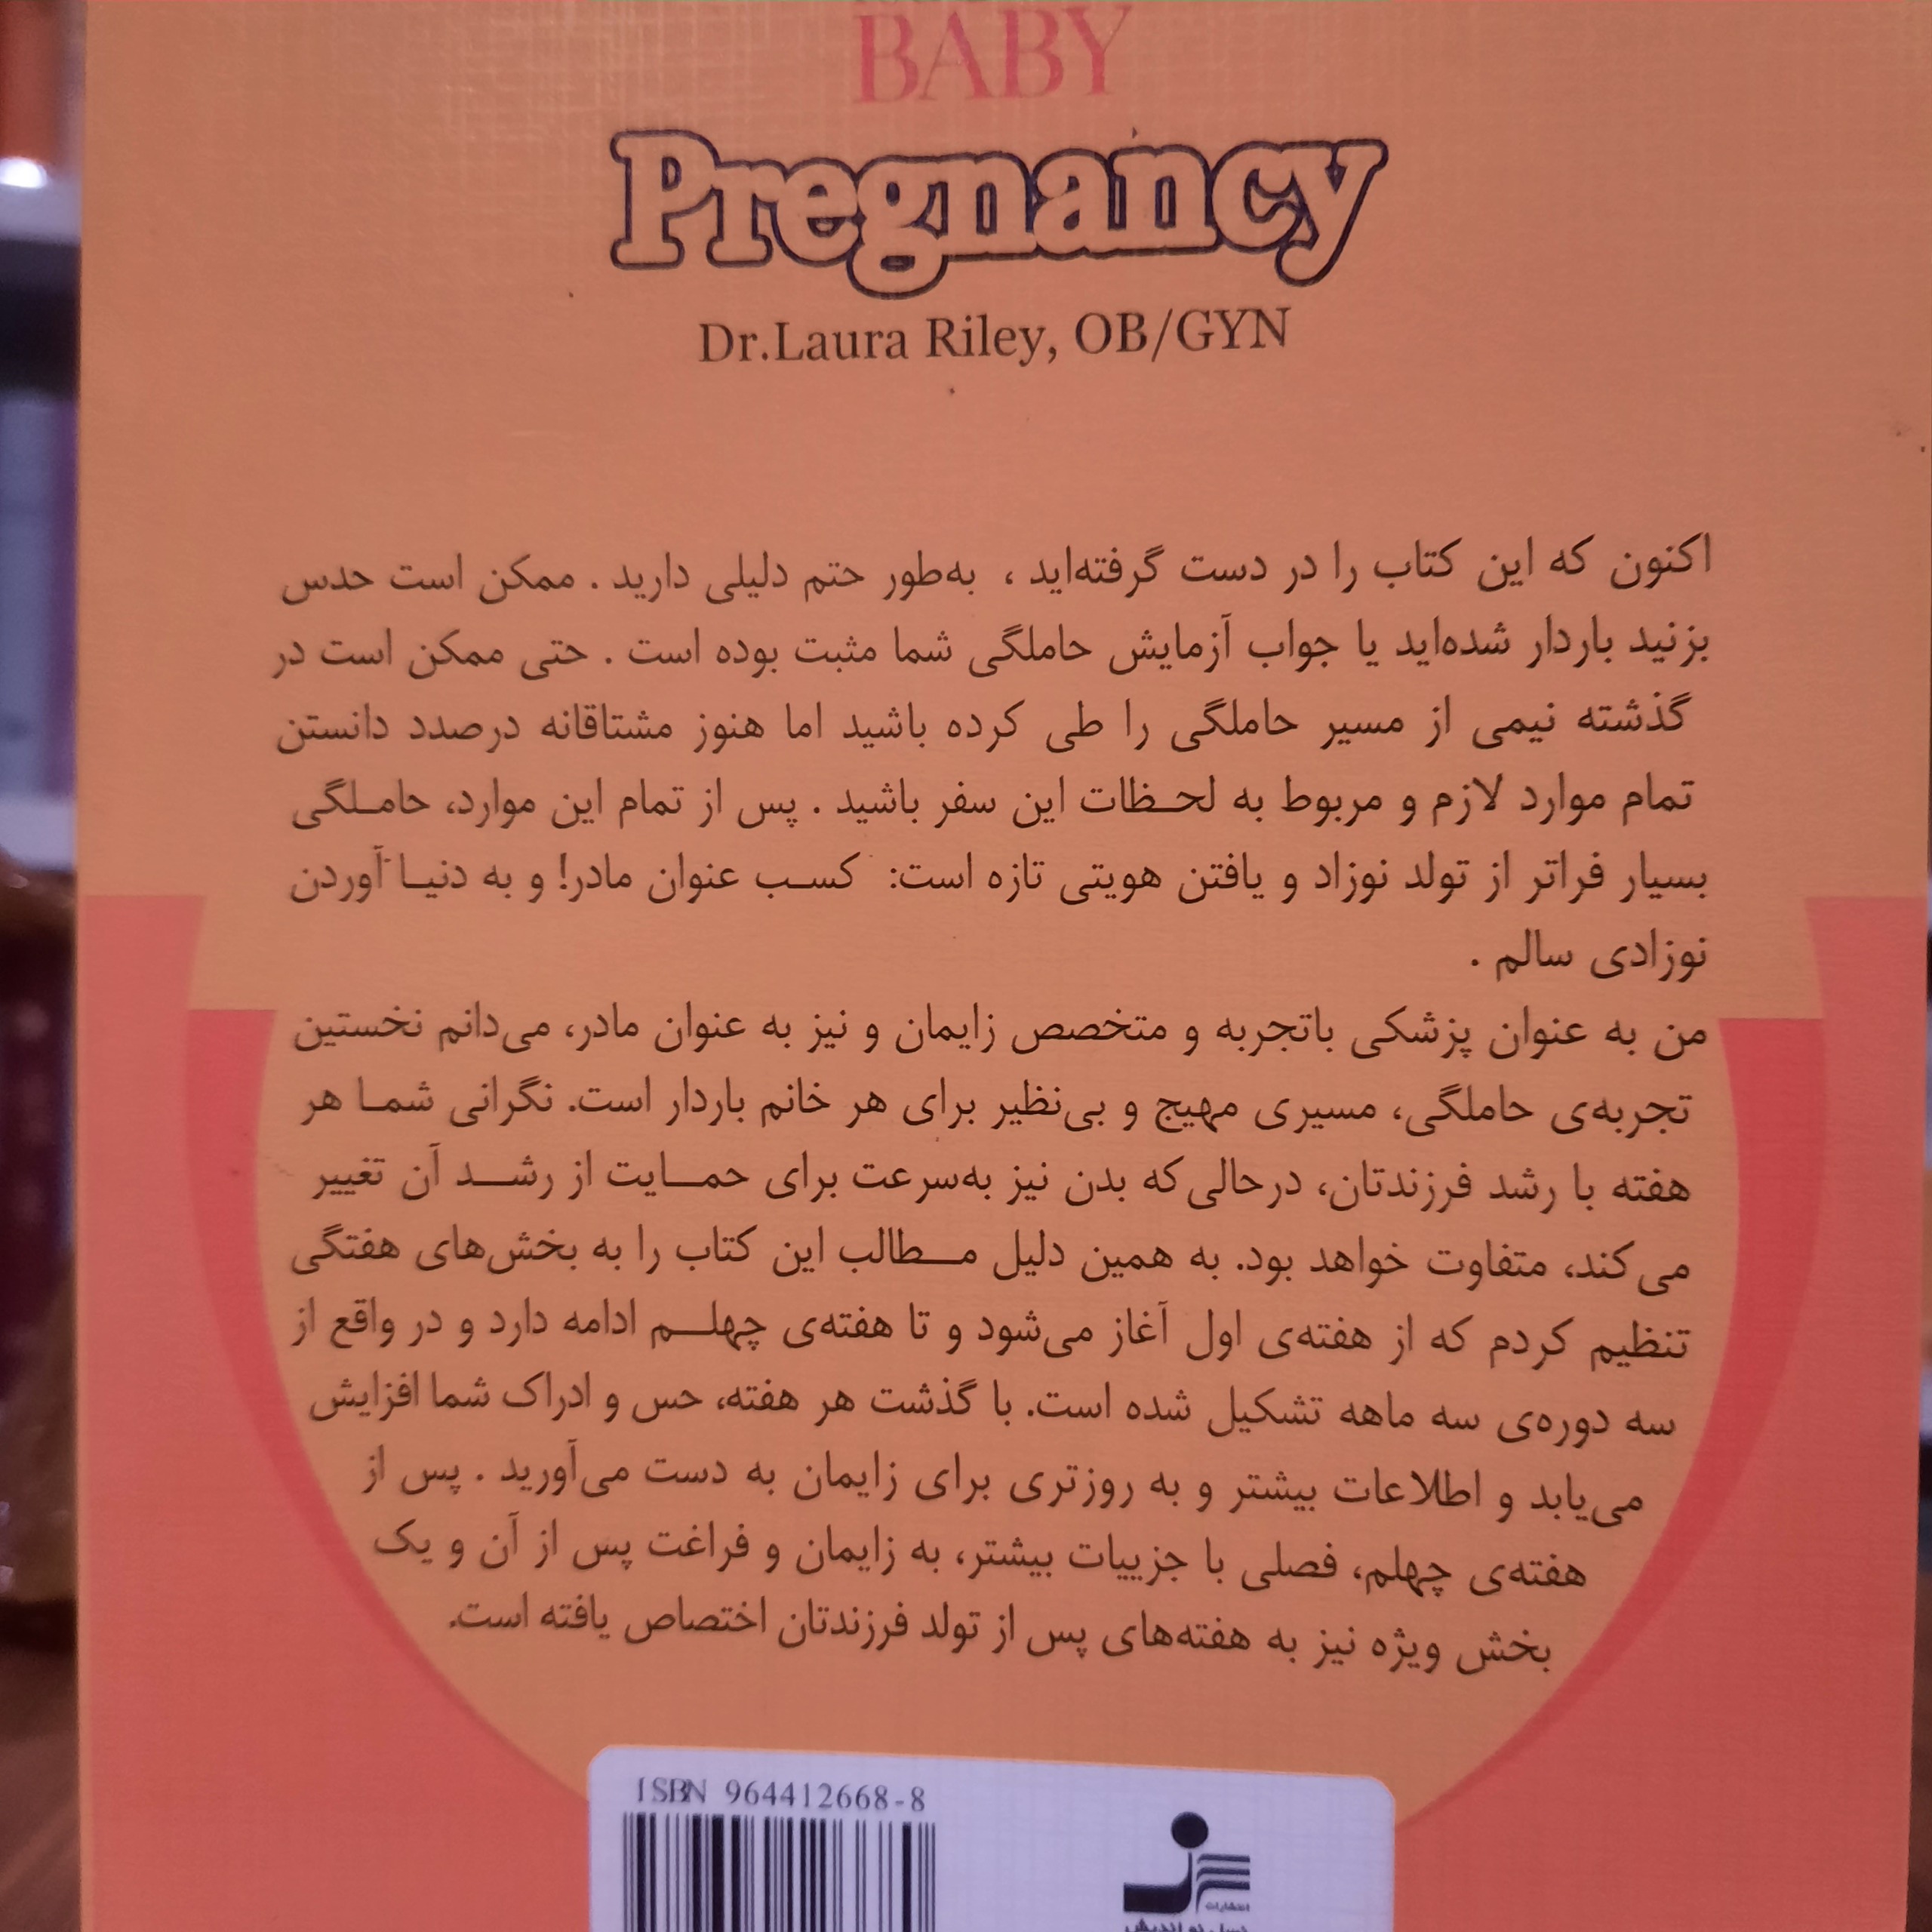 BABY
Pregnancy
Dr.Laura Riley, OB/GYN
اکنون که این کتاب را در دست گرفته‌اید ، به‌طور حتم دلیلی دارید . ممکن است حدس
بزنید باردار شده‌اید یا جواب آزمایش حاملگی شما مثبت بوده است . حتی ممکن است در
گذشته نیمی از مسیر حاملگی را طی کرده باشید اما هنوز مشتاقانه درصدد دانستن
تمام موارد لازم و مربوط به لحـظات این سفر باشید . پس از تمام این موارد، حامـلگی
بسیار فراتر از تولد نوزاد و یافتن هویتی تازه است: کسـب عنوان مادر! و به دنیـا آوردن
نوزادی سالم .
من به عنوان پزشکی باتجربه و متخصص زایمان و نیز به عنوان مادر، می‌دانم نخستین
تجربه‌ی حاملگی، مسیری مهیج و بی‌نظیر برای هر خانم باردار است. نگرانی شمـا هر
هفته با رشد فرزندتان، درحالی‌که بدن نیز به‌سرعت برای حمــایت از رشــد آن تغییر
می‌کند، متفاوت خواهد بود. به همین دلیل مــطالب این کتاب را به بخش‌های هفتگی
تنظیم کردم که از هفته‌ی اول آغاز می‌شود و تا هفته‌ی چهلــم ادامه دارد و در واقع از
سه دوره‌ی سه ماهه تشکیل شده است. با گذشت هر هفته، حس و ادراک شما افزایش
می‌یابد و اطلاعات بیشتر و به روزتری برای زایمان به دست می‌آورید . پس از
هفته‌ی چهلم، فصلی با جزییات بیشتر، به زایمان و فراغت پس از آن و یک
بخش ویژه نیز به هفته‌های پس از تولد فرزندتان اختصاص یافته است.
ISBN 964412668-8
انتشارات